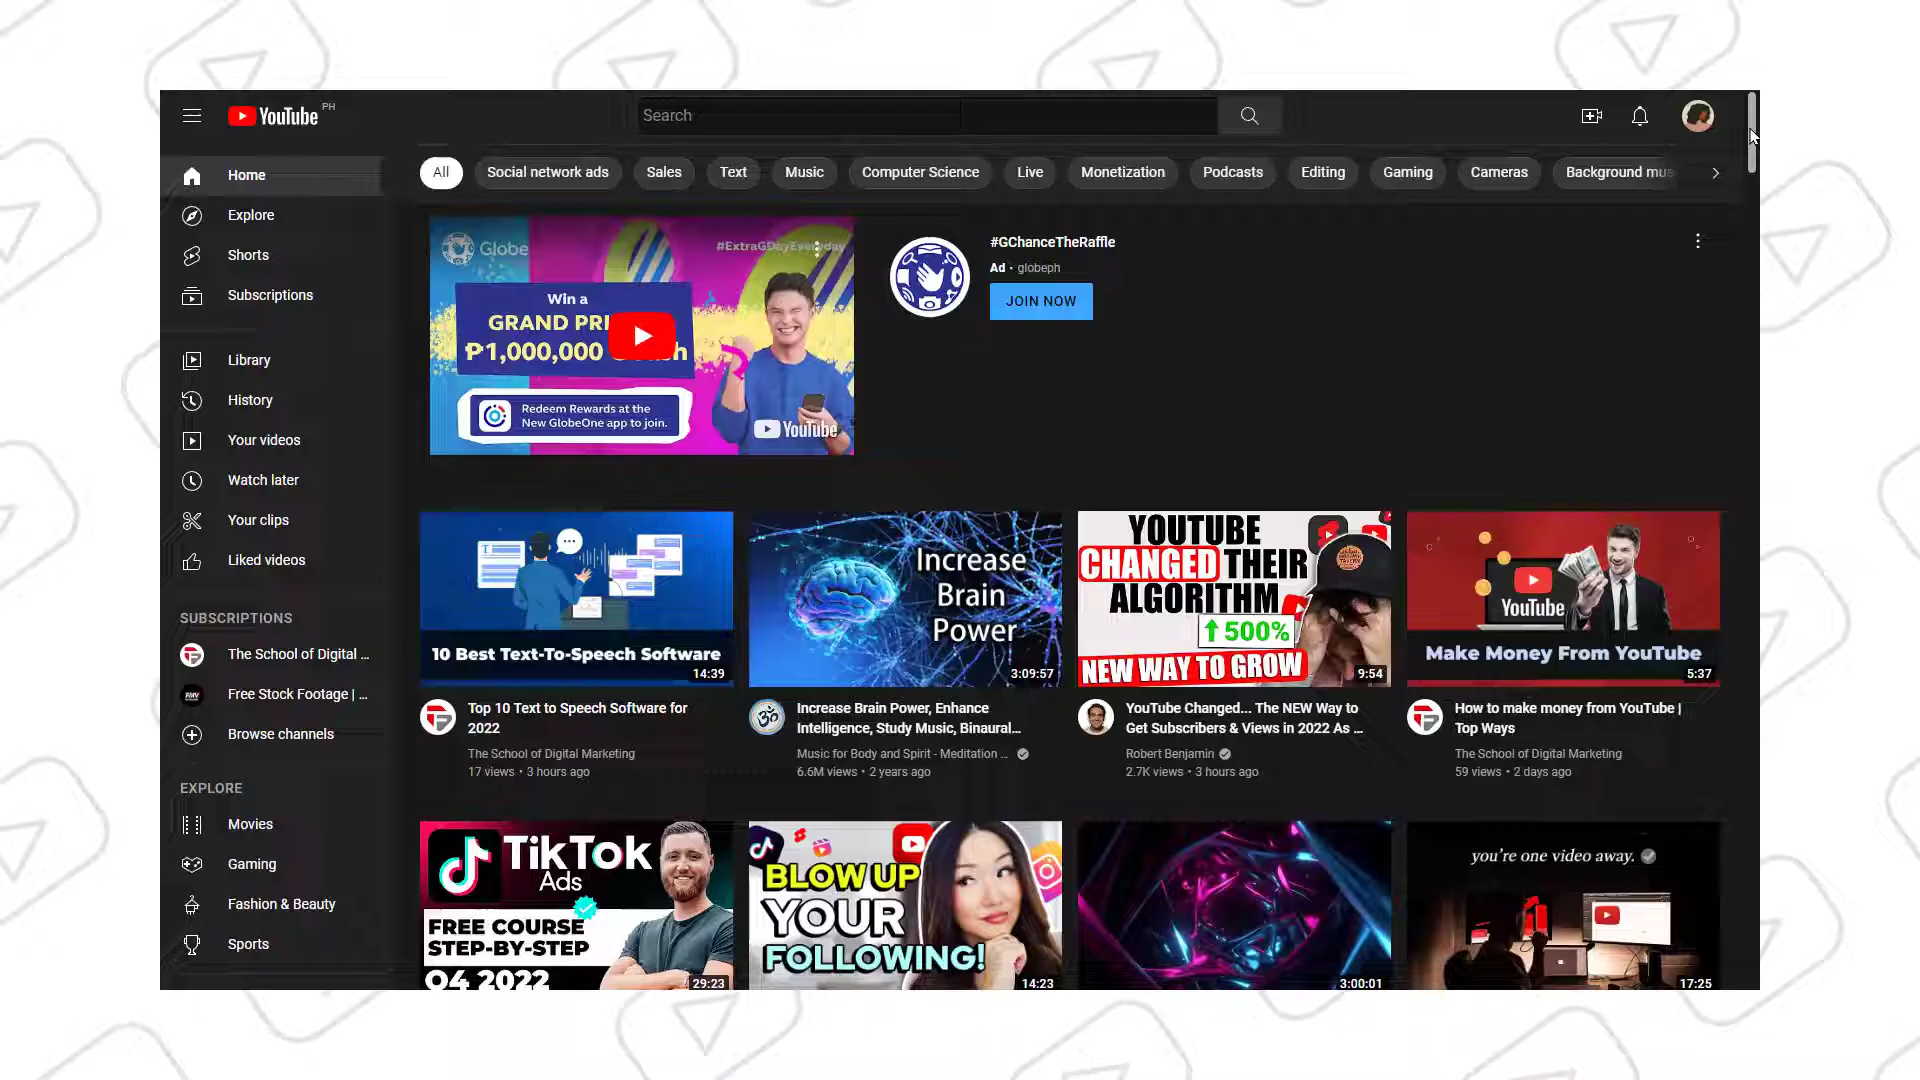 YouTube PH
Search
Home
Explore
Shorts
Subscriptions
Library
History
Your videos
Watch later
Your clips
Liked videos
SUBSCRIPTIONS
The School of Digital ...
Free Stock Footage | ...
Browse channels
EXPLORE
Movies
Gaming
Fashion & Beauty
Sports
All
Social network ads
Sales
Text
Music
Computer Science
Live
Monetization
Podcasts
Editing
Gaming
Cameras
Background mus
Globe
#ExtraGDayEveryday
Win a
GRAND PRI
₱1,000,000
Redeem Rewards at the
New GlobeOne app to join.
YouTube
#GChanceTheRaffle
Ad • globeph
JOIN NOW
10 Best Text-To-Speech Software
14:39
Top 10 Text to Speech Software for
2022
The School of Digital Marketing
17 views • 3 hours ago
Increase
Brain
Power
3:09:57
Increase Brain Power, Enhance
Intelligence, Study Music, Binaural...
Music for Body and Spirit - Meditation ...
6.6M views • 2 years ago
YOUTUBE
CHANGED THEIR
ALGORITHM
500%
NEW WAY TO GROW
9:54
YouTube Changed... The NEW Way to
Get Subscribers & Views in 2022 As ...
Robert Benjamin
2.7K views • 3 hours ago
YouTube
Make Money From YouTube
5:37
How to make money from YouTube |
Top Ways
The School of Digital Marketing
59 views • 2 days ago
TikTok
Ads
FREE COURSE
STEP-BY-STEP
Q4 2022
29:23
BLOW UP
YOUR
FOLLOWING!
14:23
3:00:01
you're one video away.
17:25